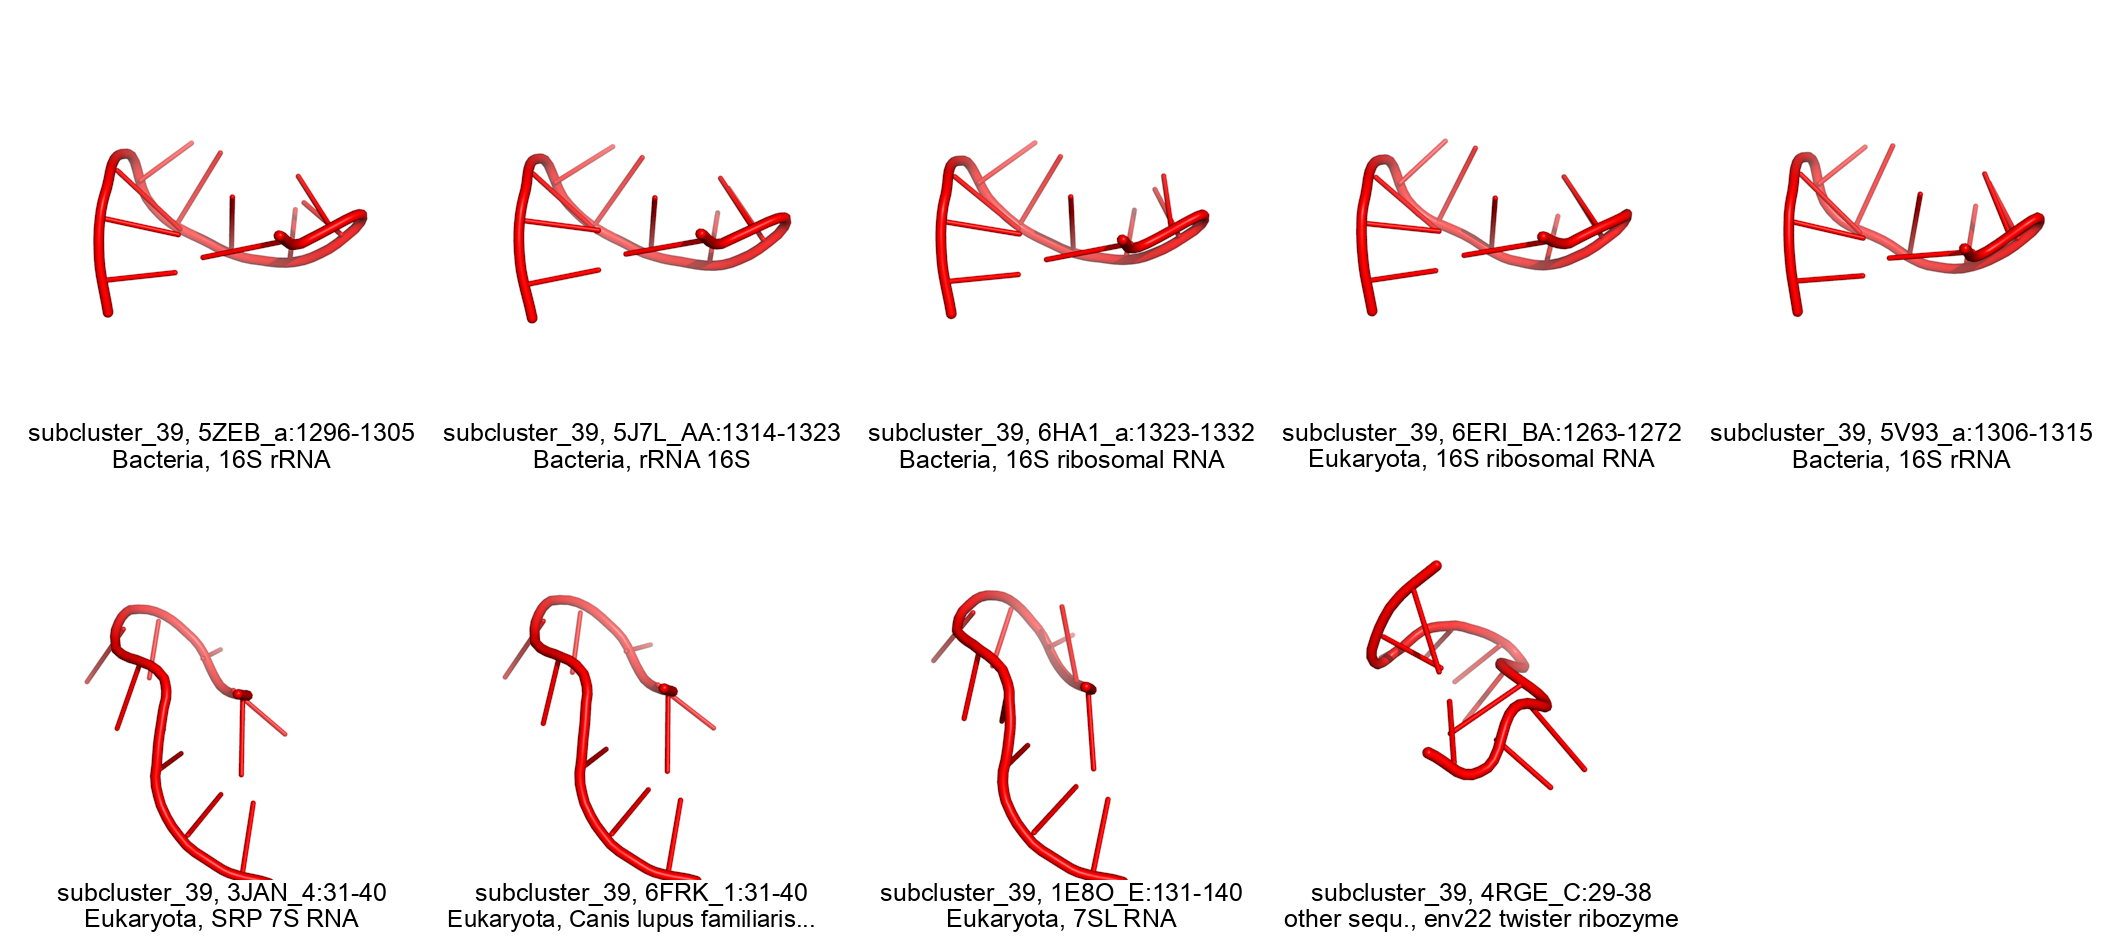 subcluster_39, 5ZEB_a:1296-1305
Bacteria, 16S rRNA
subcluster_39, 5J7L_AA:1314-1323
Bacteria, rRNA 16S
subcluster_39, 6HA1_a:1323-1332
Bacteria, 16S ribosomal RNA
subcluster_39, 6ERI_BA:1263-1272
Eukaryota, 16S ribosomal RNA
subcluster_39, 5V93_a:1306-1315
Bacteria, 16S rRNA
subcluster_39, 3JAN_4:31-40
Eukaryota, SRP 7S RNA
subcluster_39, 6FRK_1:31-40
Eukaryota, Canis lupus familiaris...
subcluster_39, 1E8O_E:131-140
Eukaryota, 7SL RNA
subcluster_39, 4RGE_C:29-38
other sequ., env22 twister ribozyme